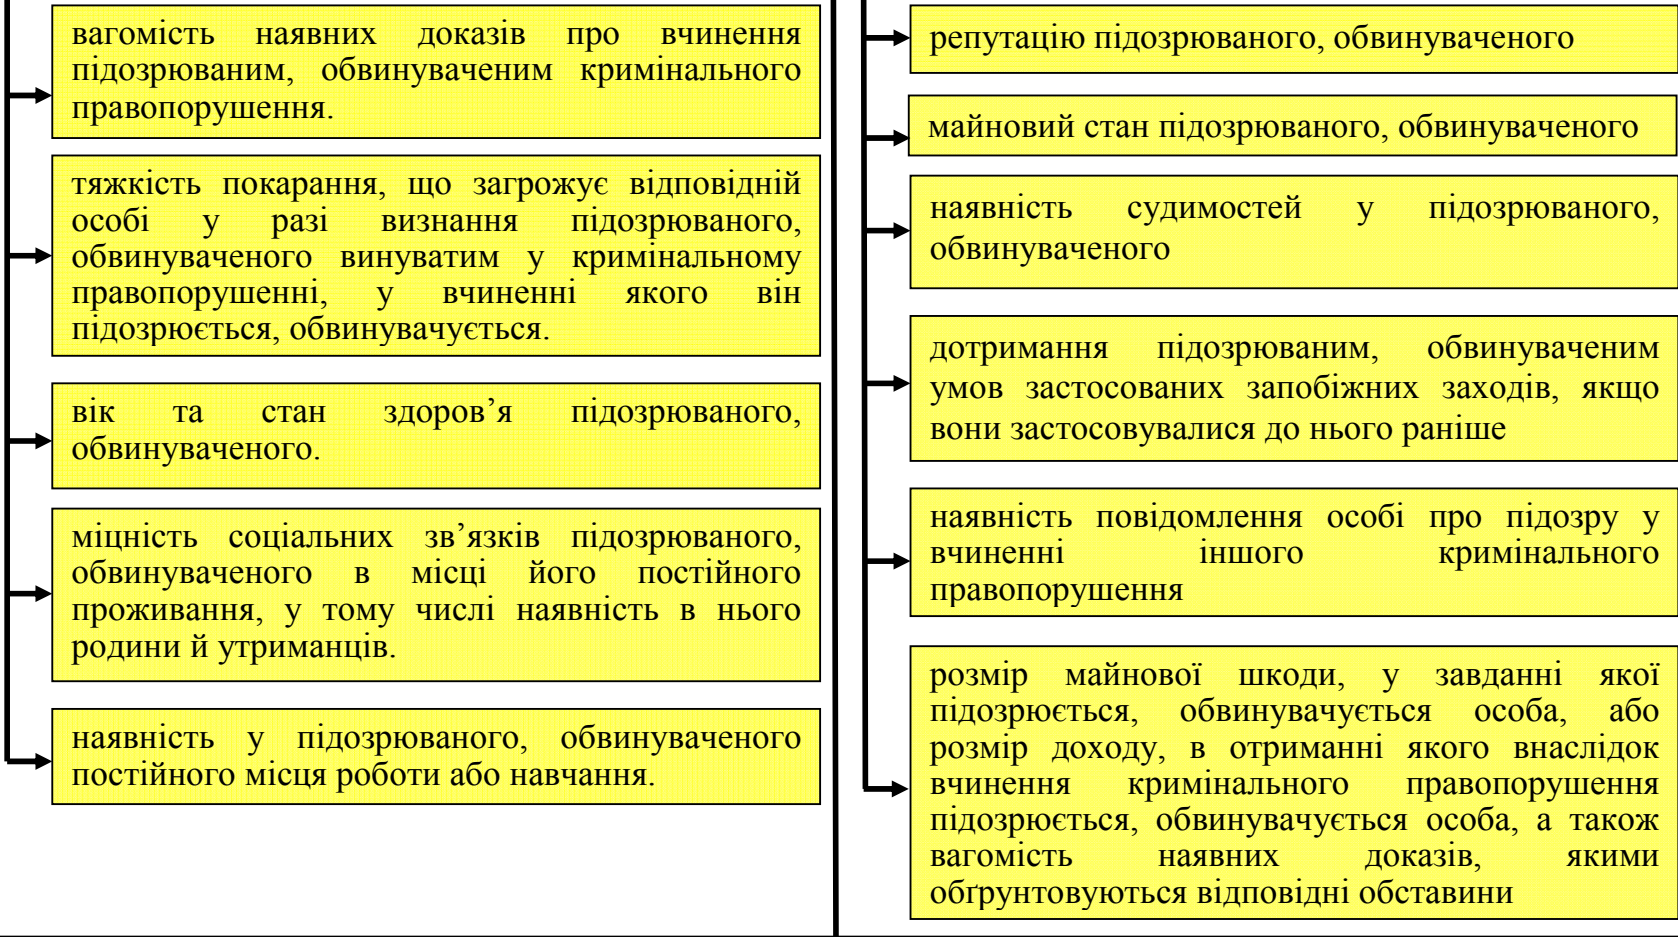 вагомість наявних доказів про вчинення
підозрюваним, обвинуваченим кримінального
правопорушення.
тяжкість покарання, що загрожує відповідній
особі у разі визнання підозрюваного,
обвинуваченого винуватим у кримінальному
правопорушенні, у вчиненні якого він
підозрюється, обвинувачується.
вік та стан здоров’я підозрюваного,
обвинуваченого.
міцність соціальних зв’язків підозрюваного,
обвинуваченого в місці його постійного
проживання, у тому числі наявність в нього
родини й утриманців.
наявність у підозрюваного, обвинуваченого
постійного місця роботи або навчання.
репутацію підозрюваного, обвинуваченого
майновий стан підозрюваного, обвинуваченого
наявність судимостей у підозрюваного,
обвинуваченого
дотримання підозрюваним, обвинуваченим
умов застосованих запобіжних заходів, якщо
вони застосовувалися до нього раніше
наявність повідомлення особі про підозру у
вчиненні іншого кримінального
правопорушення
розмір майнової шкоди, у завданні якої
підозрюється, обвинувачується особа, або
розмір доходу, в отриманні якого внаслідок
вчинення кримінального правопорушення
підозрюється, обвинувачується особа, а також
вагомість наявних доказів, якими
обґрунтовуються відповідні обставини